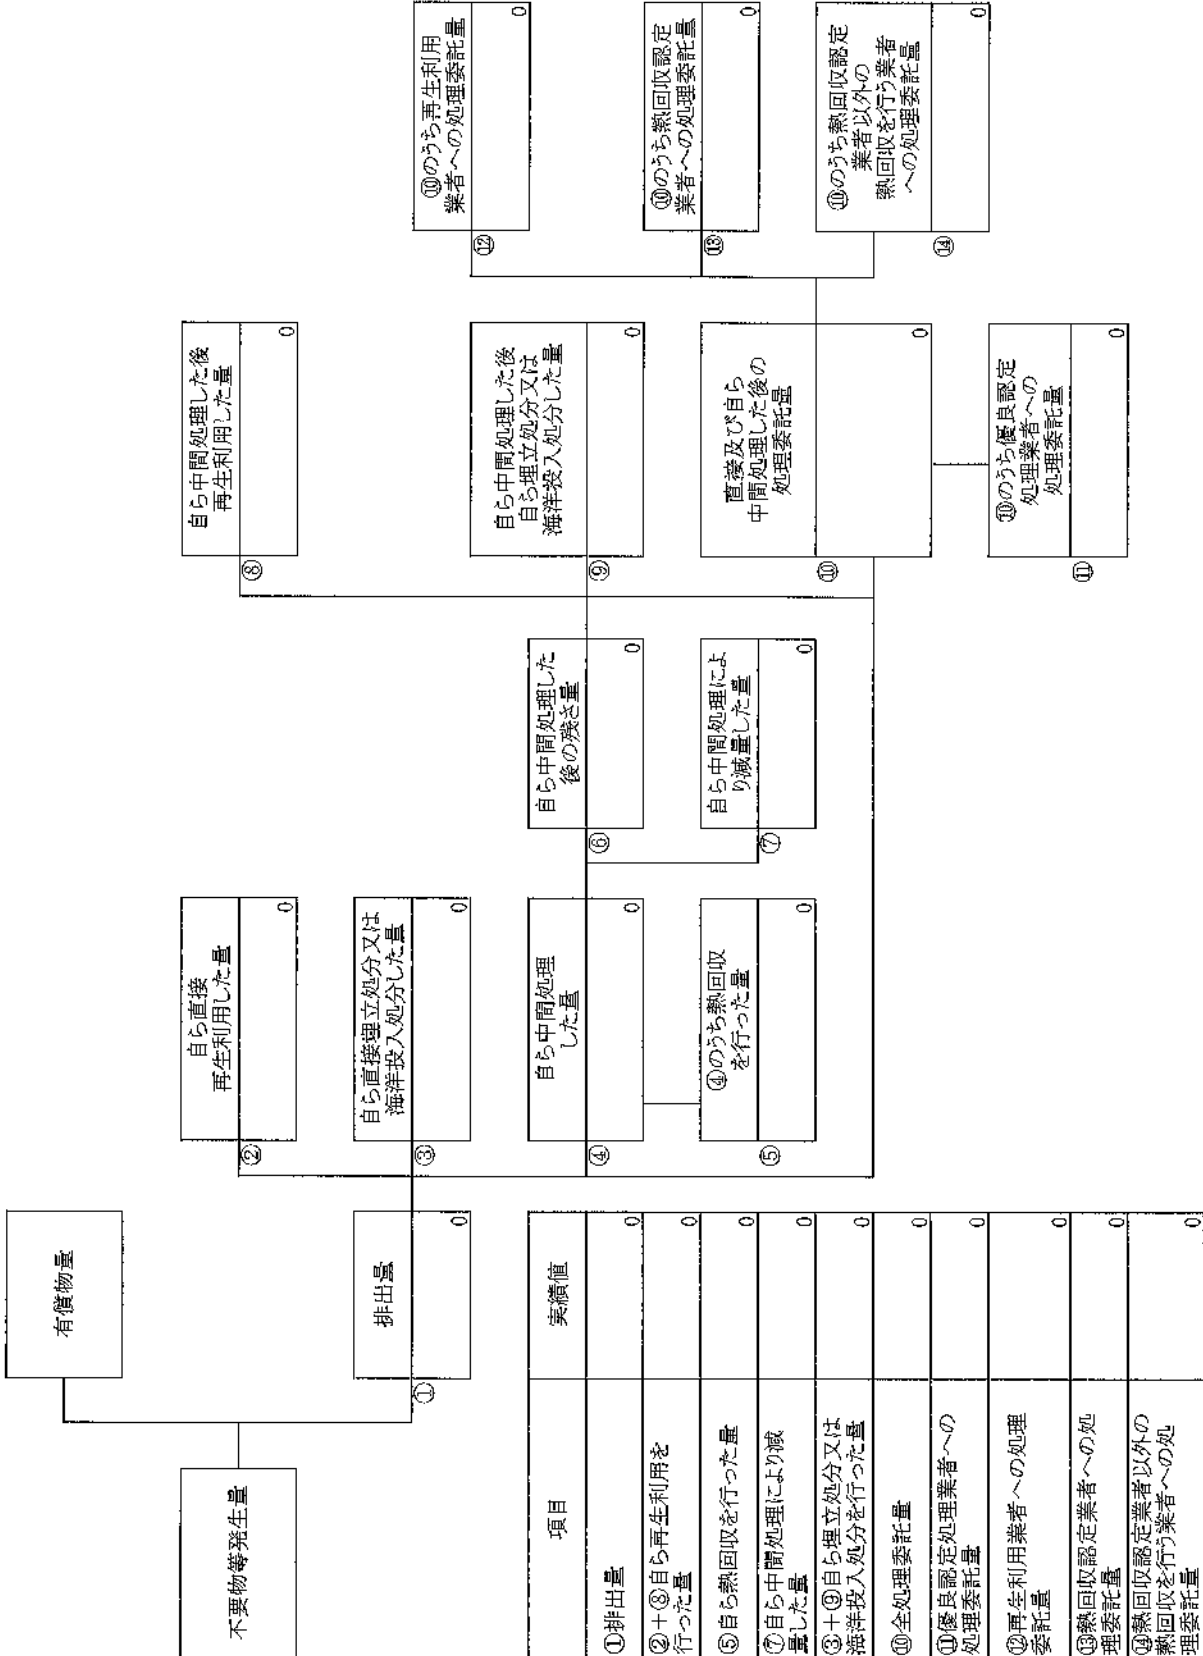 有償物量
不要物等発生量
排出量
①
0
自ら直接
再生利用した量
②
0
自ら直接埋立処分又は
海洋投入処分した量
③
0
自ら中間処理
した量
④
0
④のうち熱回収
を行った量
⑤
0
自ら中間処理した
後の残さ量
⑥
0
自ら中間処理によ
り減量した量
⑦
0
自ら中間処理した後
再生利用した量
⑧
0
自ら中間処理した後
自ら埋立処分又は
海洋投入処分した量
⑨
0
直接及び自ら
中間処理した後の
処理委託量
⑩
0
⑩のうち優良認定
処理業者への
処理委託量
⑪
0
⑩のうち再生利用
業者への処理委託量
⑫
0
⑩のうち熱回収認定
業者への処理委託量
⑬
0
⑩のうち熱回収認定
業者以外の
熱回収を行う業者
への処理委託量
⑭
0
項目
実績値
①排出量
0
②+⑧自ら再生利用を
行った量
0
⑤自ら熱回収を行った量
0
⑦自ら中間処理により減
量した量
0
③+⑨自ら埋立処分又は
海洋投入処分を行った量
0
⑩全処理委託量
0
⑪優良認定処理業者への
処理委託量
0
⑫再生利用業者への処理
委託量
0
⑬熱回収認定業者への処
理委託量
0
⑭熱回収認定業者以外の
熱回収を行う業者への処
理委託量
0